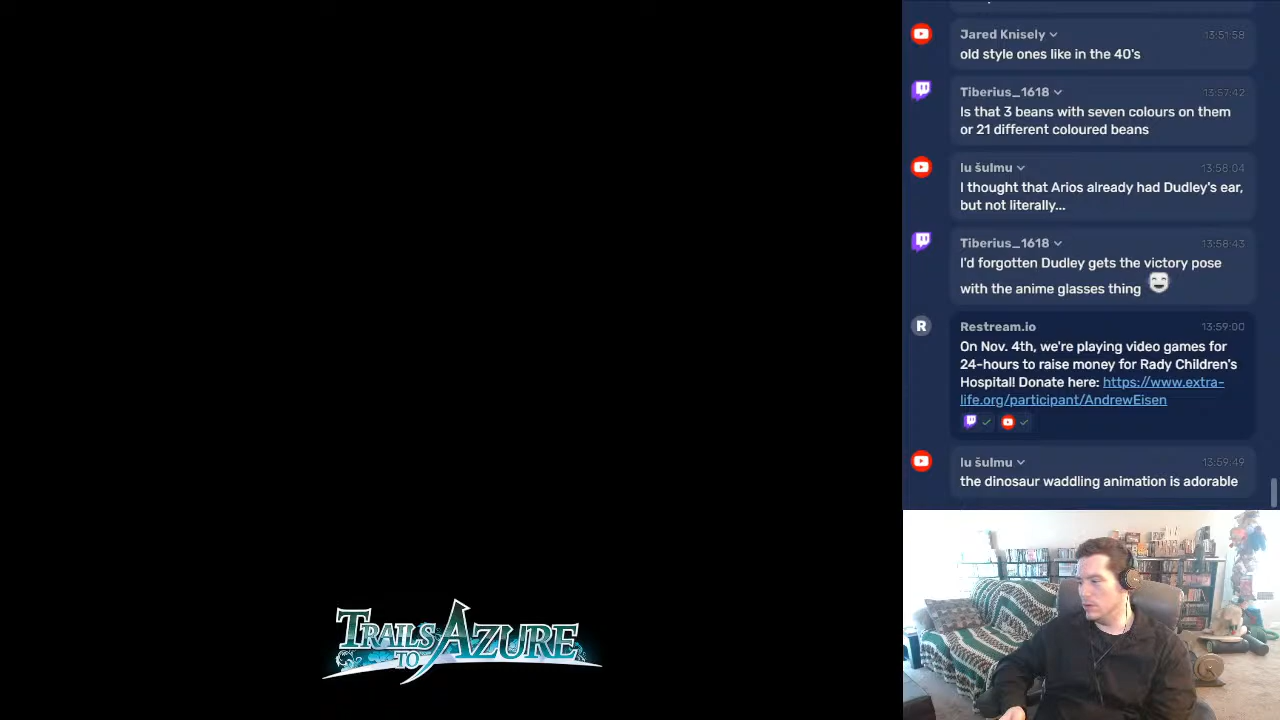 Jared Knisely 13:51:58
old style ones like in the 40's
Tiberius_1618 13:57:42
Is that 3 beans with seven colours on them
or 21 different coloured beans
lu šulmu 13:58:04
I thought that Arios already had Dudley's ear,
but not literally...
Tiberius_1618 13:58:43
I'd forgotten Dudley gets the victory pose
with the anime glasses thing
R
Restream.io 13:59:00
On Nov. 4th, we're playing video games for
24-hours to raise money for Rady Children's
Hospital! Donate here: https://www.extra-
life.org/participant/AndrewEisen
lu šulmu 13:59:49
the dinosaur waddling animation is adorable
TRAILS
TO AZURE